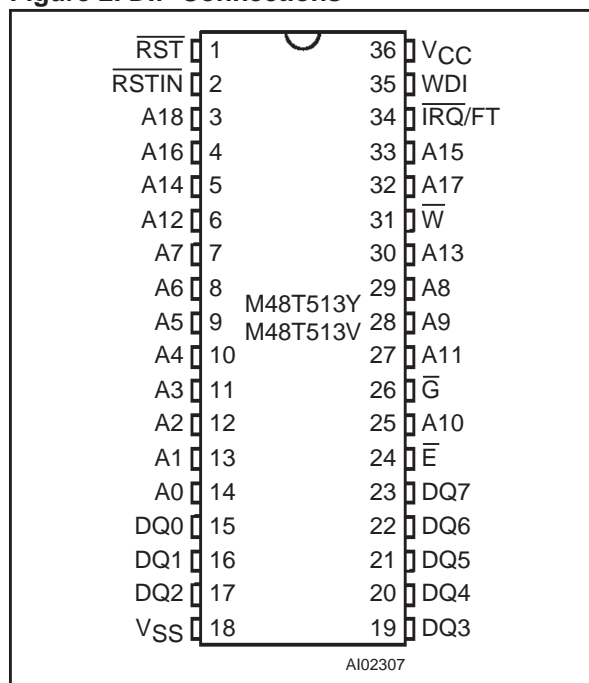 Figure 2. DIP Connections
R̅S̅T̅ 1 36 VCC
R̅S̅T̅I̅N̅ 2 35 WDI
A18 3 34 I̅R̅Q̅/FT
A16 4 33 A15
A14 5 32 A17
A12 6 31 W̅
A7 7 30 A13
A6 8 29 A8
M48T513Y
A5 9 28 A9
M48T513V
A4 10 27 A11
A3 11 26 G̅
A2 12 25 A10
A1 13 24 E̅
A0 14 23 DQ7
DQ0 15 22 DQ6
DQ1 16 21 DQ5
DQ2 17 20 DQ4
VSS 18 19 DQ3
AI02307